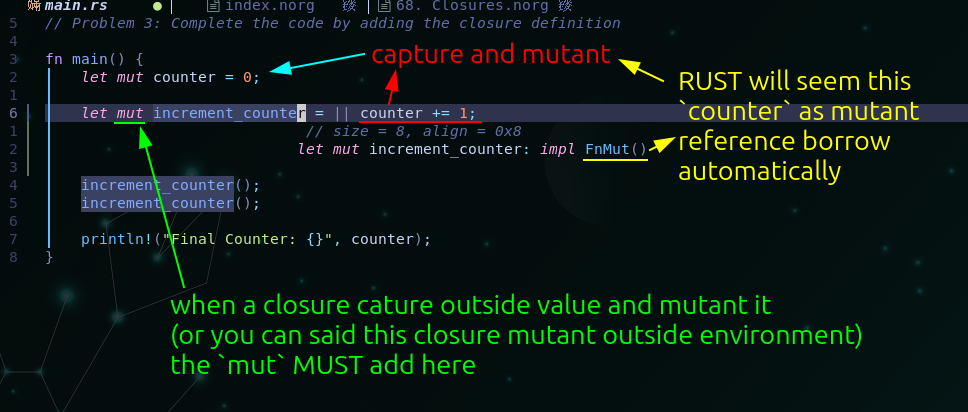 main.rs ● index.norg 68. Closures.norg
5 // Problem 3: Complete the code by adding the closure definition
4
3 fn main() {
capture and mutant
2 let mut counter = 0;
RUST will seem this
1
`counter` as mutant
6 let mut increment_counter = || counter += 1;
1 // size = 8, align = 0x8
reference borrow
2 let mut increment_counter: impl FnMut()
automatically
3
4 increment_counter();
5 increment_counter();
6
7 println!("Final Counter: {}", counter);
8 }
when a closure cature outside value and mutant it
(or you can said this closure mutant outside environment)
the `mut` MUST add here